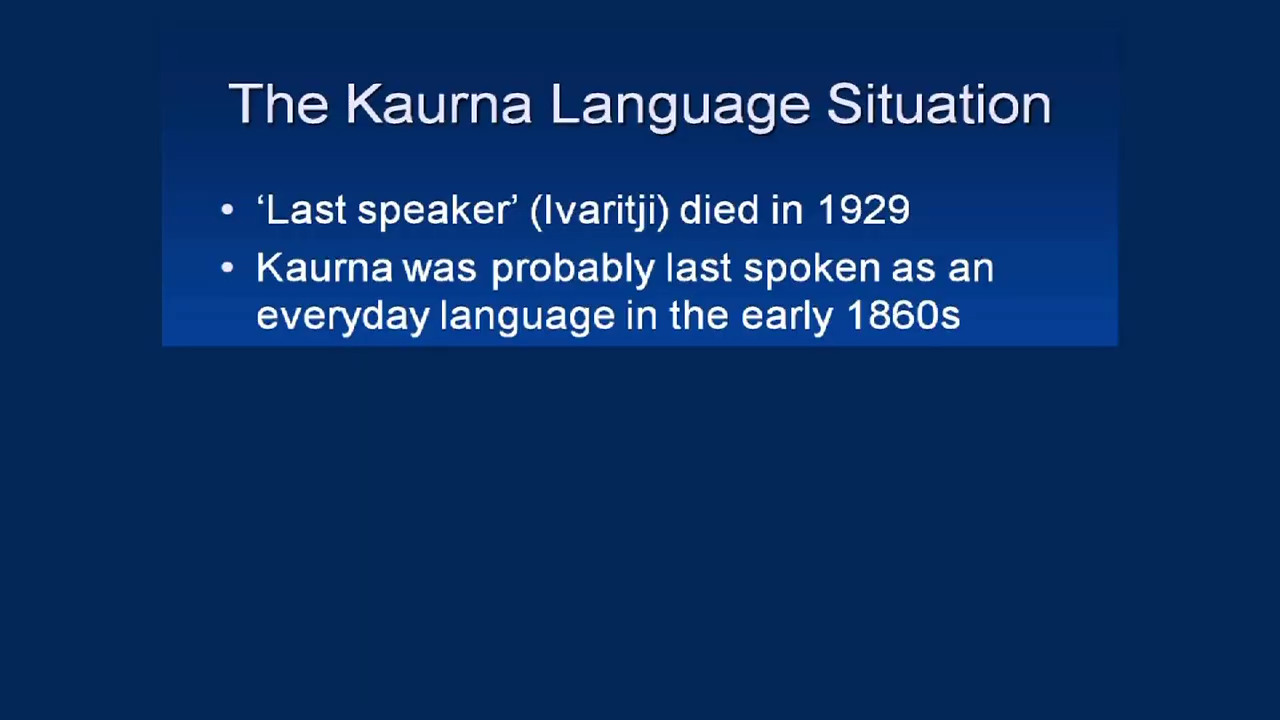 The Kaurna Language Situation
• ‘Last speaker’ (Ivaritji) died in 1929
• Kaurna was probably last spoken as an
everyday language in the early 1860s